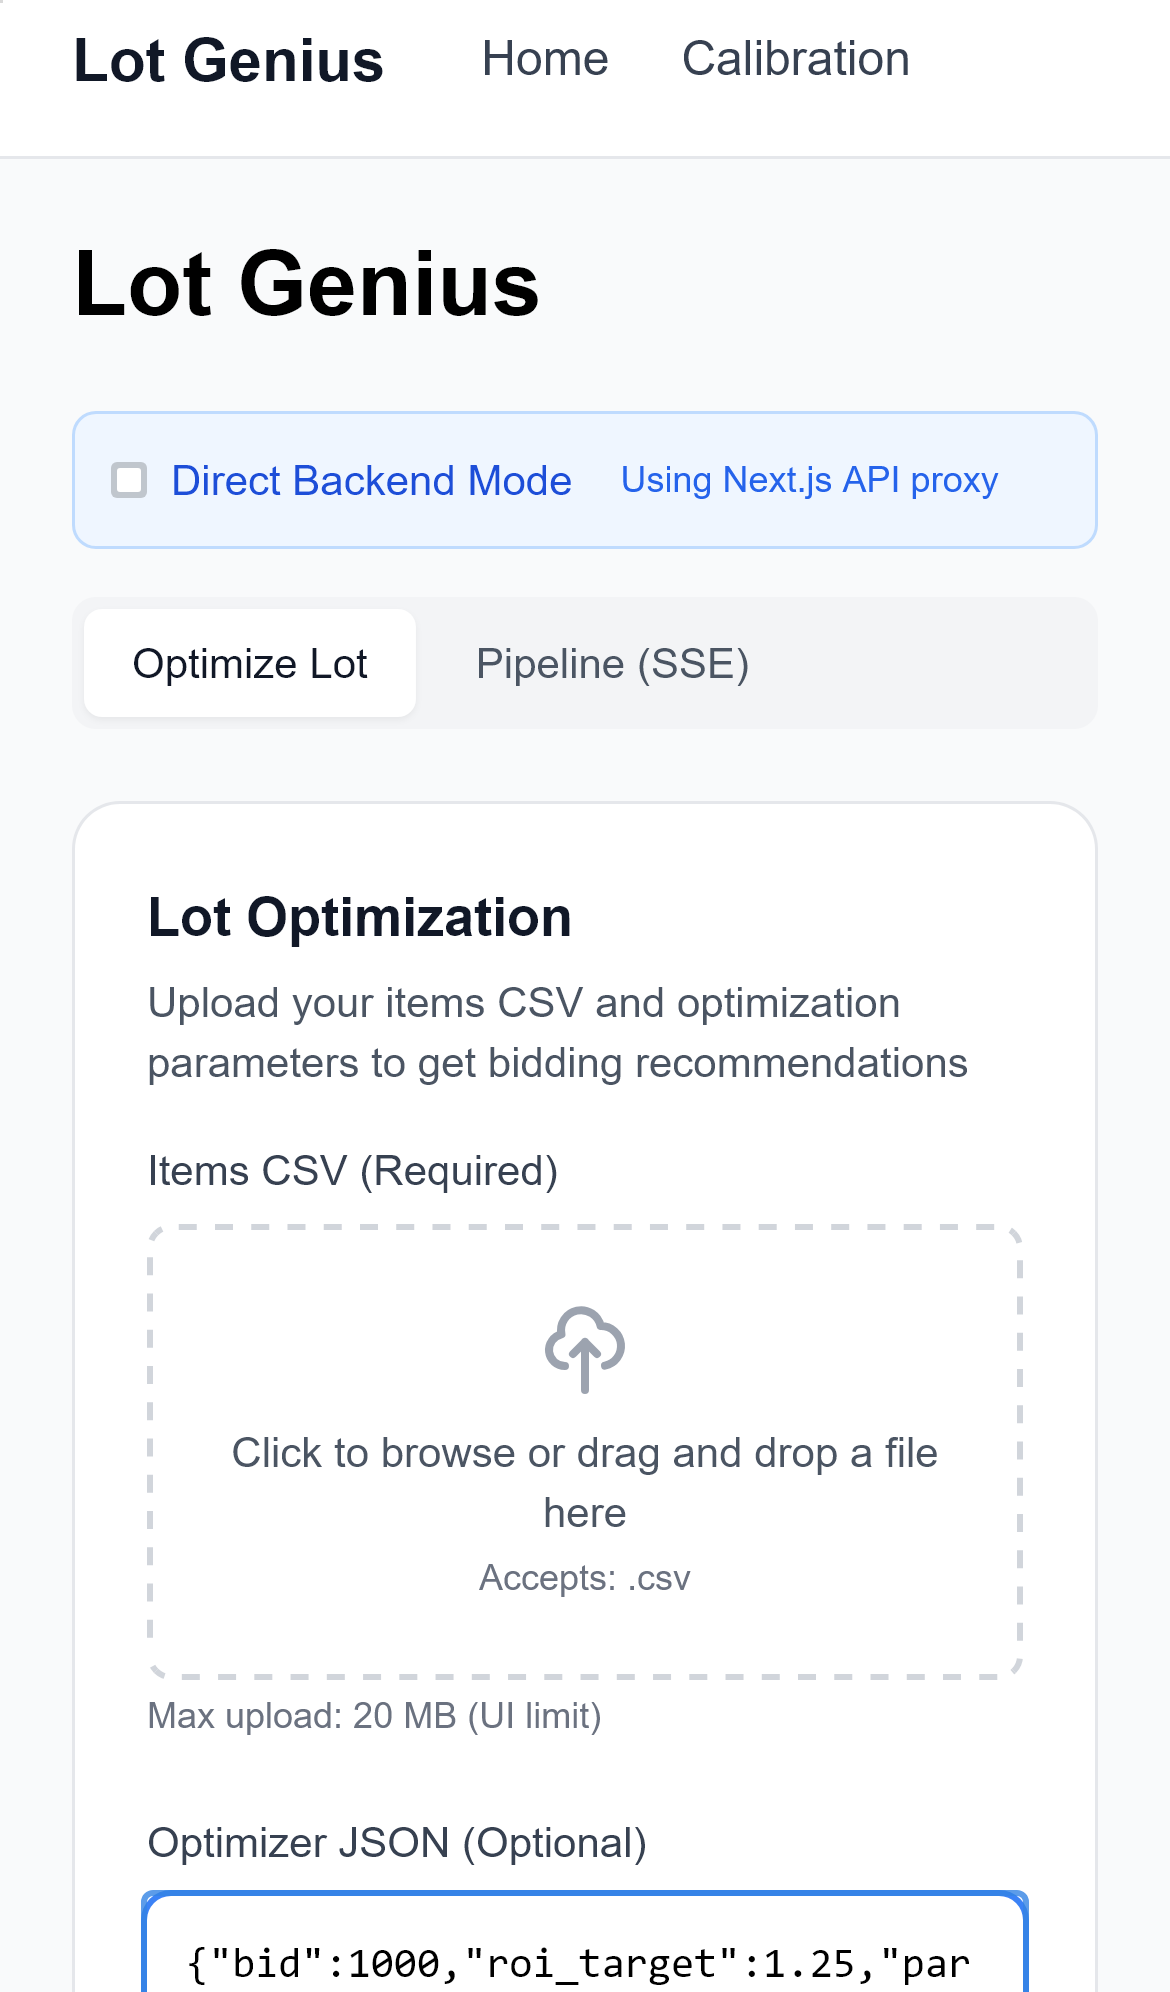 Lot Genius Home Calibration
Lot Genius
Direct Backend Mode Using Next.js API proxy
Optimize Lot Pipeline (SSE)
Lot Optimization
Upload your items CSV and optimization
parameters to get bidding recommendations
Items CSV (Required)
Click to browse or drag and drop a file
here
Accepts: .csv
Max upload: 20 MB (UI limit)
Optimizer JSON (Optional)
{"bid":1000,"roi_target":1.25,"par